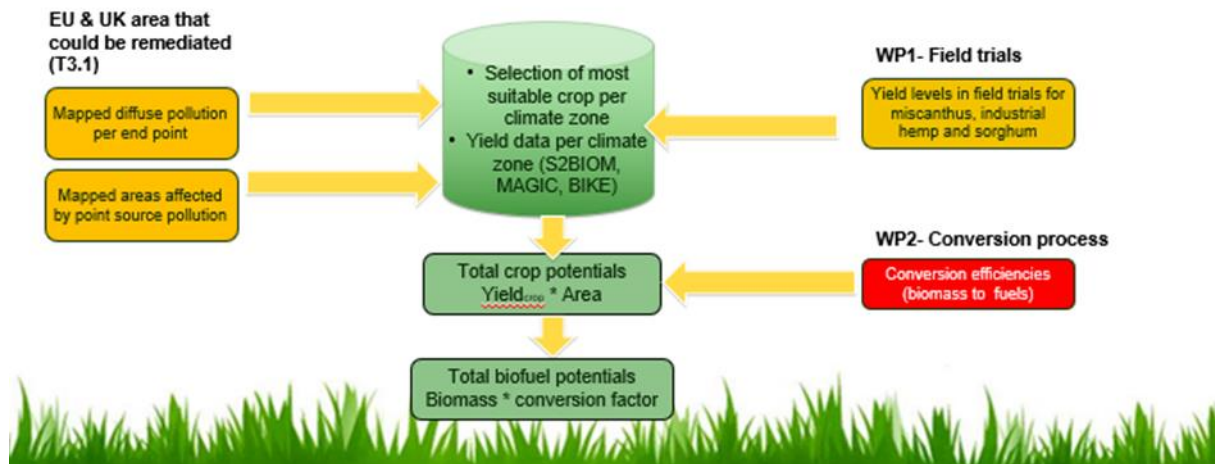 EU & UK area that
could be remediated
(T3.1)
Mapped diffuse pollution
per end point
Mapped areas affected
by point source pollution
• Selection of most
suitable crop per
climate zone
• Yield data per climate
zone (S2BIOM,
MAGIC, BIKE)
WP1- Field trials
Yield levels in field trials for
miscanthus, industrial
hemp and sorghum
Total crop potentials
Yieldcrop * Area
WP2- Conversion process
Conversion efficiencies
(biomass to fuels)
Total biofuel potentials
Biomass * conversion factor